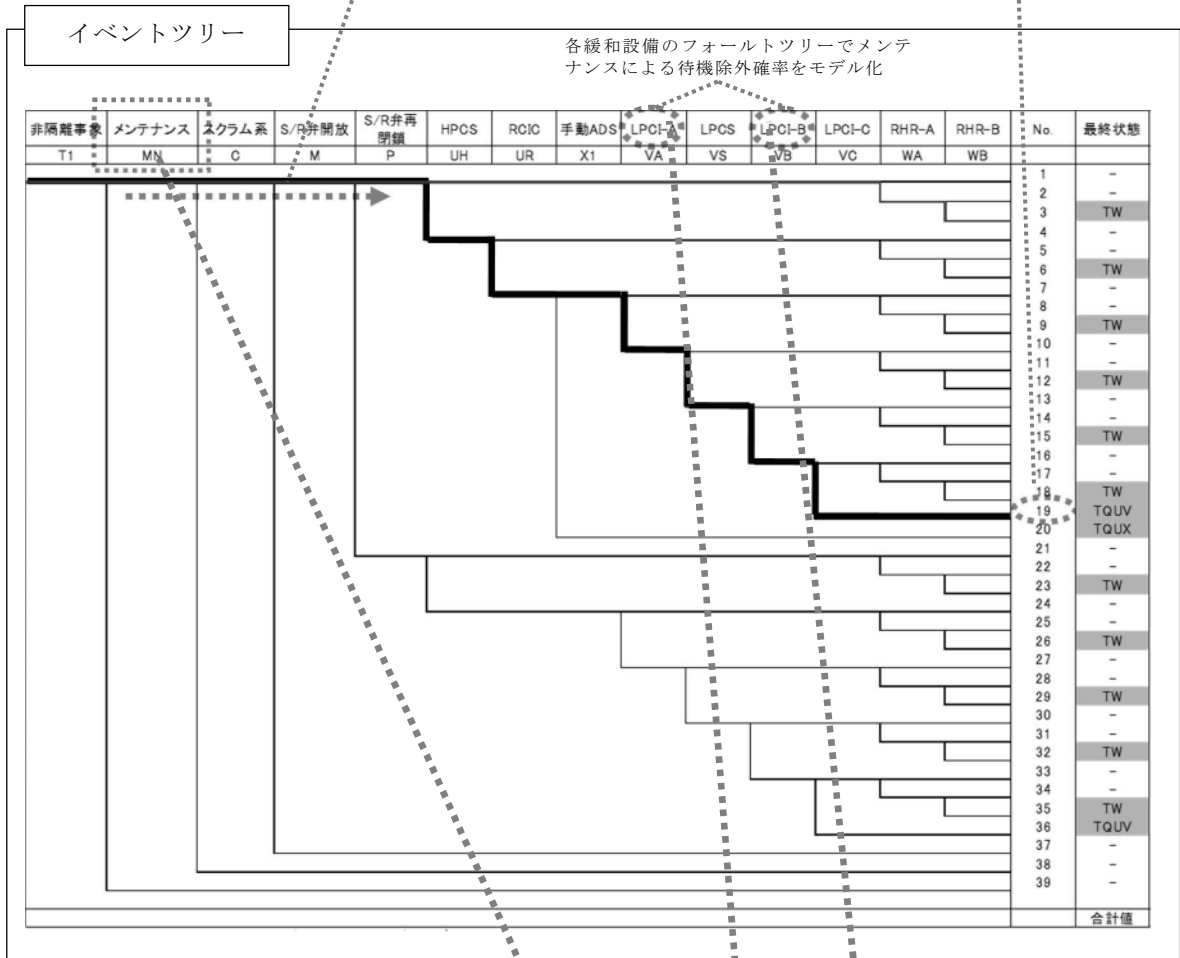 イベントツリー
各緩和設備のフォールトツリーでメンテ
ナンスによる待機除外確率をモデル化
非隔離事象 メンテナンス スクラム系 S/R弁開放 S/R弁再閉鎖 HPCS RCIC 手動ADS LPCI-A LPCS LPCI-B LPCI-C RHR-A RHR-B No. 最終状態
T1 MN C M P UH UR X1 VA VS VB VC WA WB
1 -
2 -
3 TW
4 -
5 -
6 TW
7 -
8 -
9 TW
10 -
11 -
12 TW
13 -
14 -
15 TW
16 -
17 -
18 TW
19 TQUV
20 TQUX
21 -
22 -
23 TW
24 -
25 -
26 TW
27 -
28 -
29 TW
30 -
31 -
32 TW
33 -
34 -
35 TW
36 TQUV
37 -
38 -
39 -
合計値